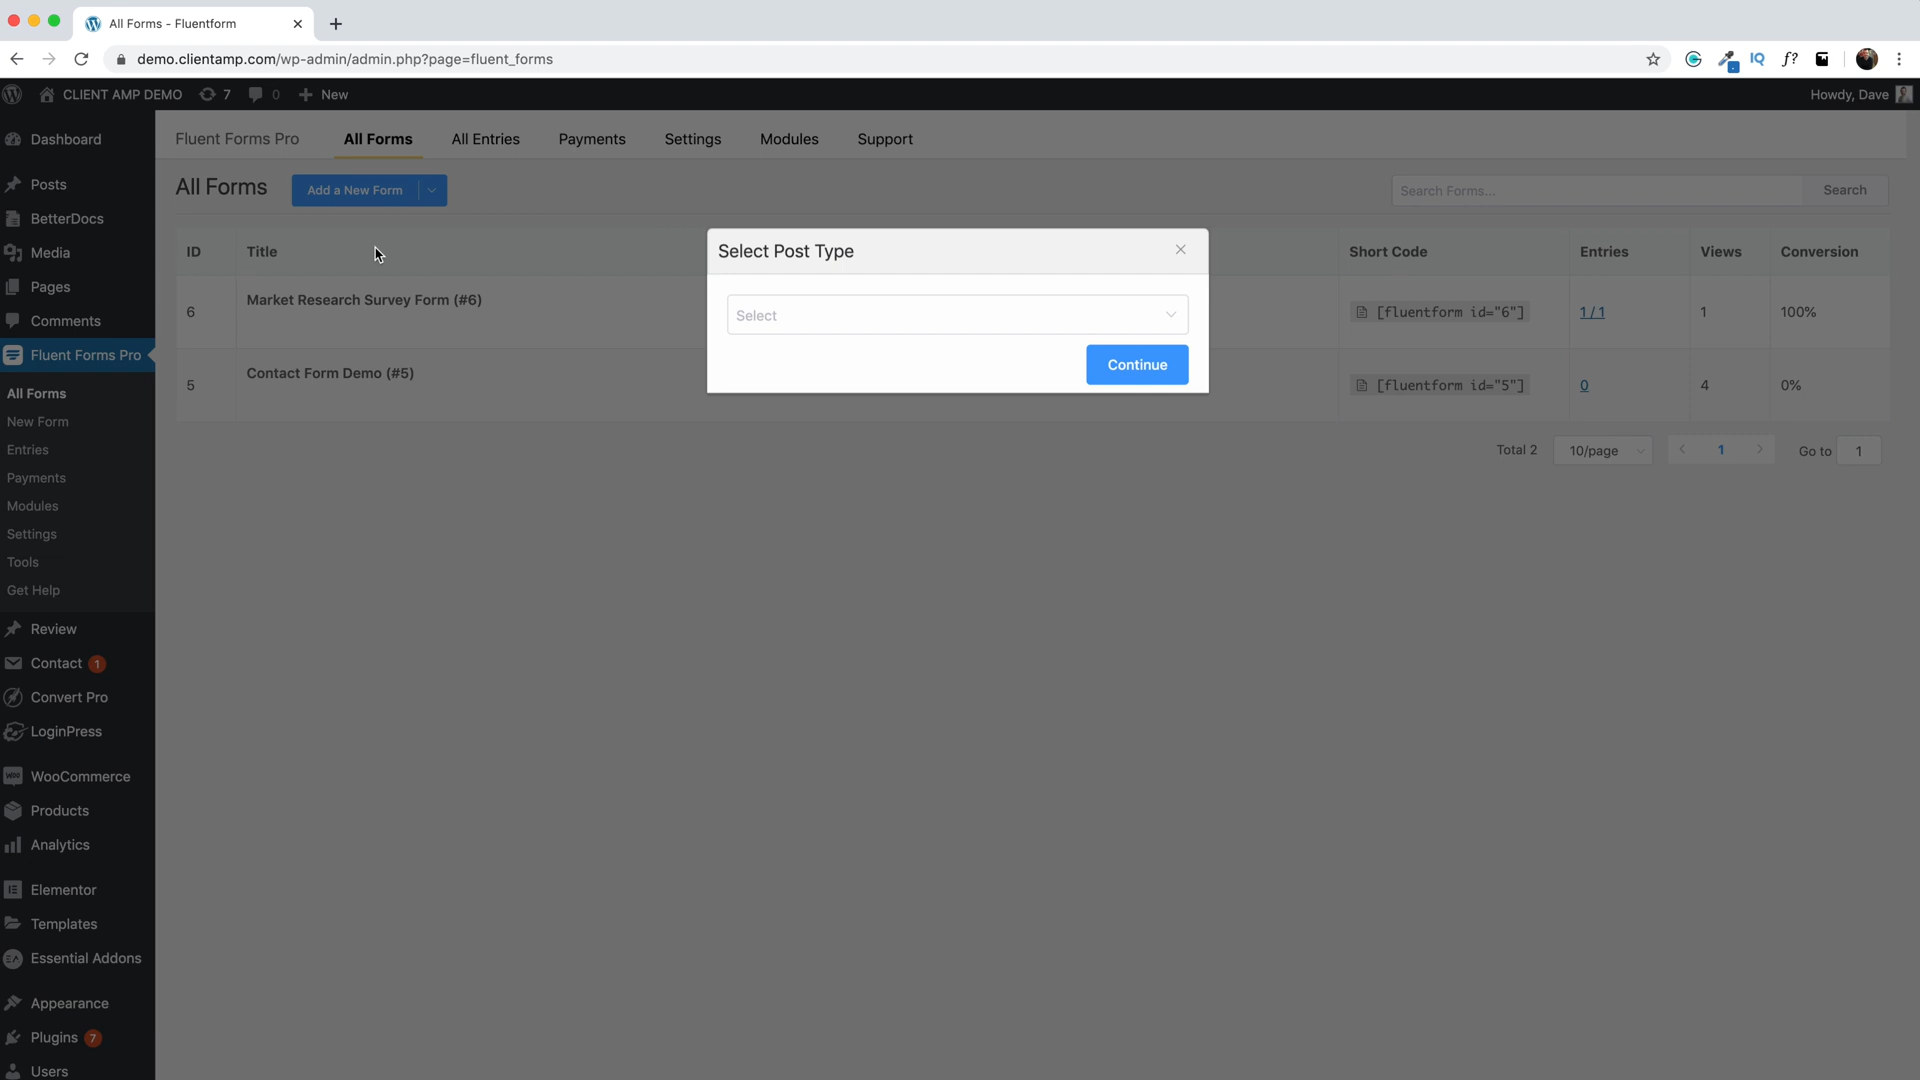 All Forms - Fluentform
demo.clientamp.com/wp-admin/admin.php?page=fluent_forms
IQ
f?
CLIENT AMP DEMO
7
0
New
Howdy, Dave
Dashboard
Posts
BetterDocs
Media
Pages
Comments
Fluent Forms Pro
All Forms
New Form
Entries
Payments
Modules
Settings
Tools
Get Help
Review
Contact 1
Convert Pro
LoginPress
WooCommerce
Products
Analytics
Elementor
Templates
Essential Addons
Appearance
Plugins 7
Users
Fluent Forms Pro
All Forms
All Entries
Payments
Settings
Modules
Support
All Forms
Add a New Form
Search Forms...
Search
ID
Title
Short Code
Entries
Views
Conversion
6
Market Research Survey Form (#6)
[fluentform id="6"]
1 / 1
1
100%
5
Contact Form Demo (#5)
[fluentform id="5"]
0
4
0%
Total 2
10/page
1
Go to
1
Select Post Type
Select
Continue